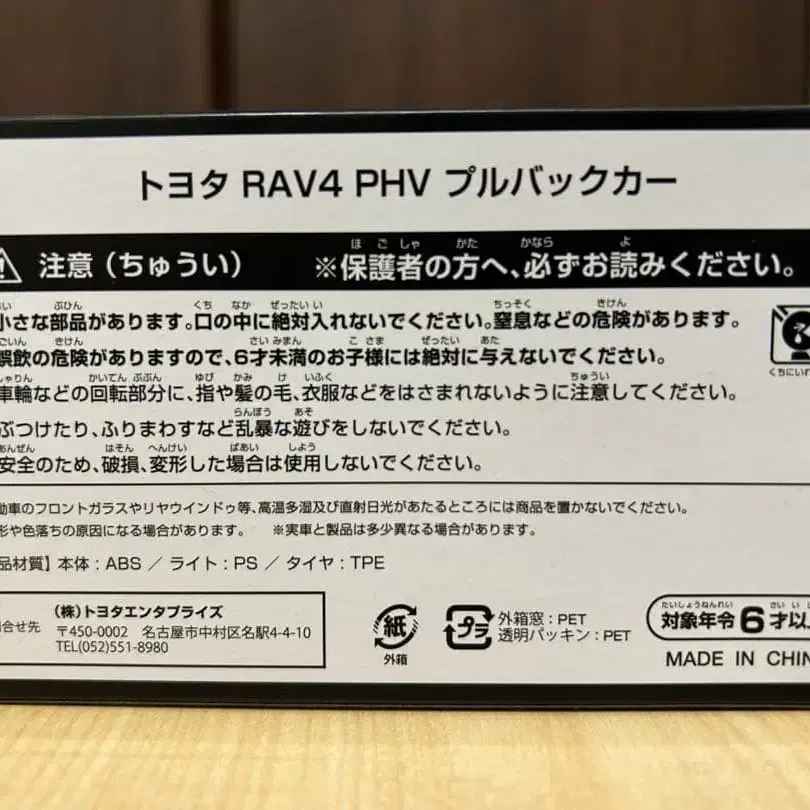 トヨタ RAV4 PHV プルバックカー
注意（ちゅうい） ※保護者の方へ、必ずお読みください。
小さな部品があります。口の中に絶対入れないでください。窒息などの危険があります。
誤飲の危険がありますので、6才未満のお子様には絶対に与えないでください。
車輪などの回転部分に、指や髪の毛、衣服などをはさまれないように注意してください。
ぶつけたり、ふりまわすなど乱暴な遊びをしないでください。
安全のため、破損、変形した場合は使用しないでください。
動車のフロントガラスやリヤウインドゥ等、高温多湿及び直射日光があたるところには商品を置かないでください。
形や色落ちの原因になる場合があります。 ※実車と製品は多少異なる場合があります。
品材質】本体：ABS ／ ライト：PS ／ タイヤ：TPE
合せ先
（株）トヨタエンタプライズ
〒450-0002 名古屋市中村区名駅4-4-10
TEL(052)551-8980
紙
外箱
プラ
外箱窓：PET
透明パッキン：PET
対象年令 6才以
MADE IN CHIN
くちにいれ